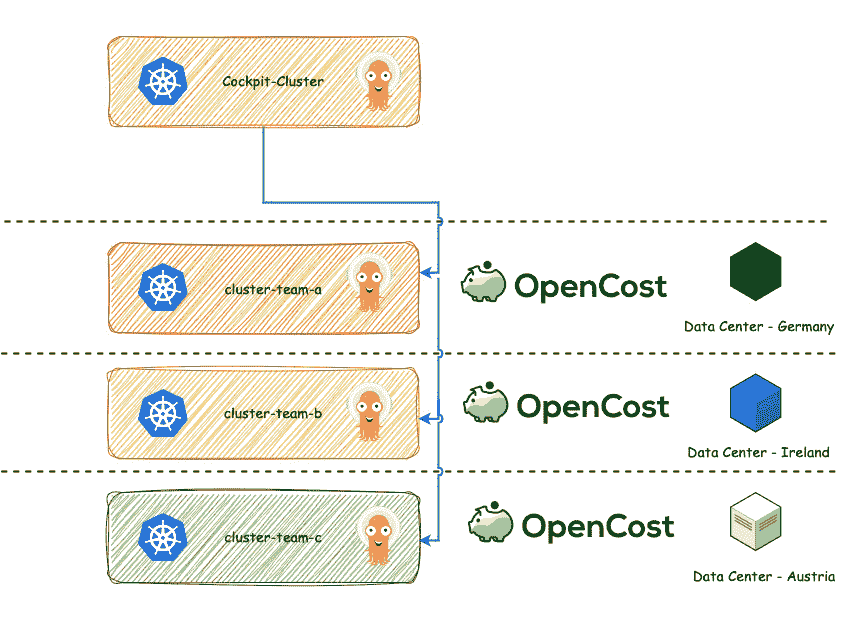 Cockpit-Cluster
cluster-team-a
OpenCost
Data Center - Germany
cluster-team-b
OpenCost
Data Center - Ireland
cluster-team-c
OpenCost
Data Center - Austria